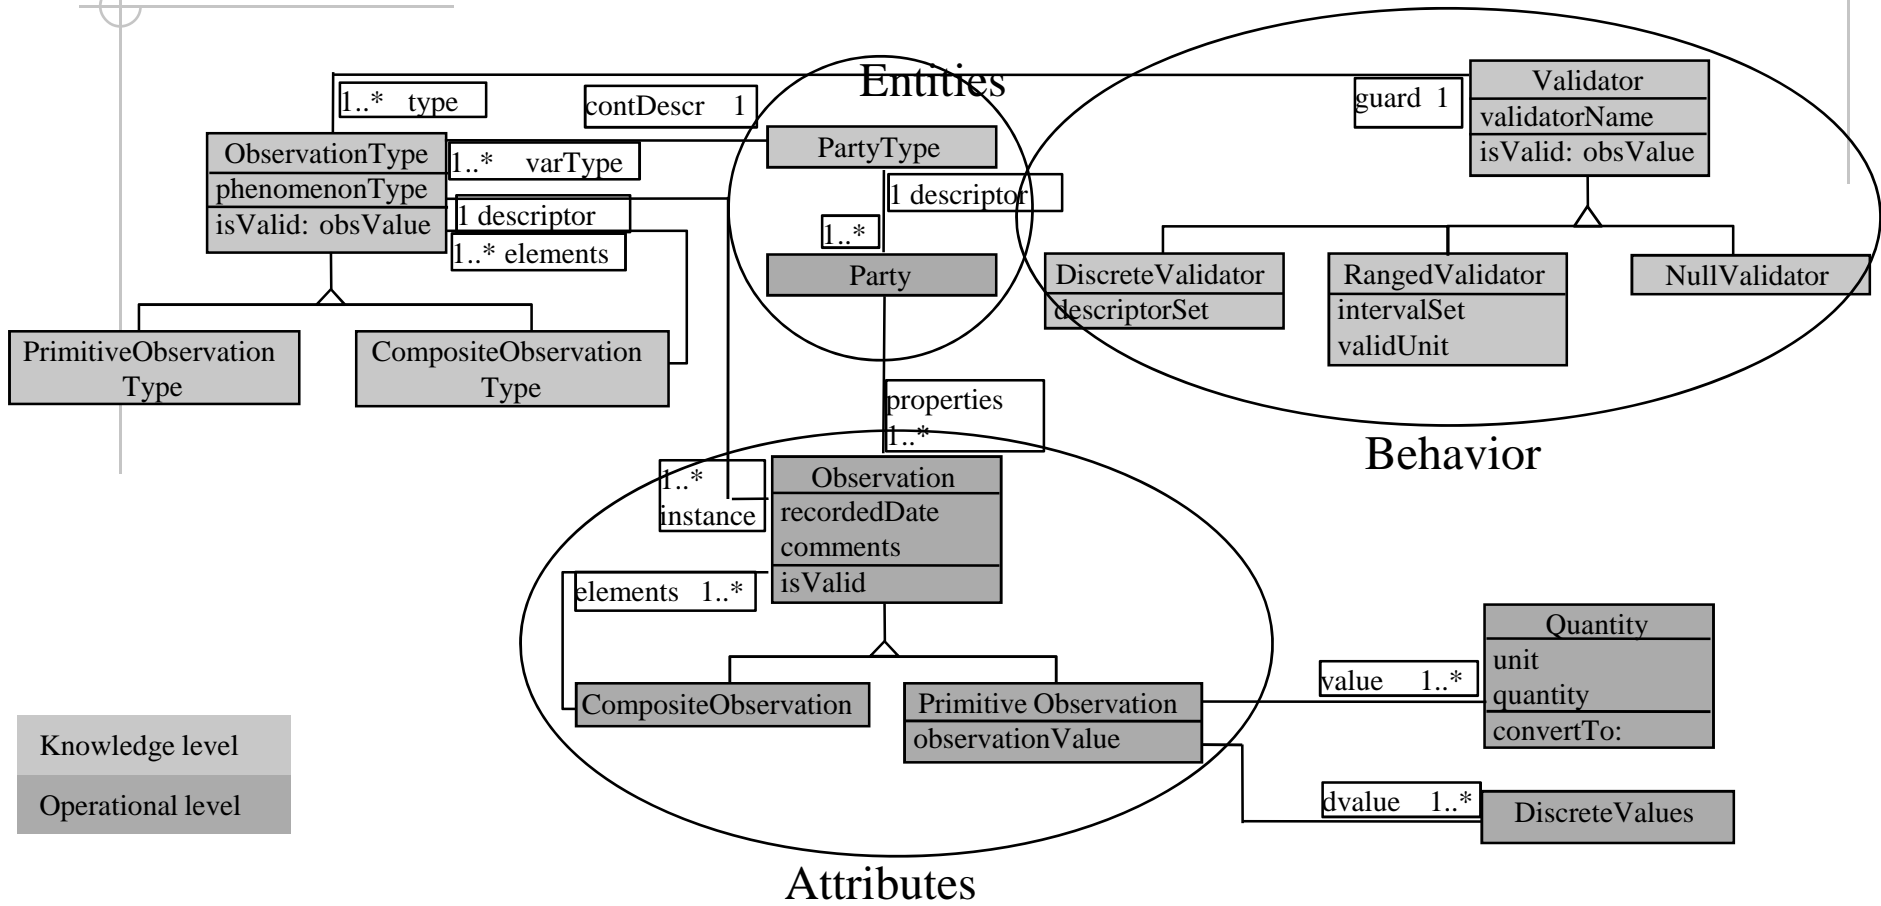 Entities
1..* type
contDescr 1
guard 1
Validator
validatorName
isValid: obsValue
ObservationType
phenomenonType
isValid: obsValue
1..* varType
1 descriptor
1..* elements
PartyType
1 descriptor
1..*
Party
DiscreteValidator
descriptorSet
RangedValidator
intervalSet
validUnit
NullValidator
PrimitiveObservation
Type
CompositeObservation
Type
properties
1..*
Behavior
1..*
instance
Observation
recordedDate
comments
isValid
elements 1..*
CompositeObservation
Primitive Observation
observationValue
value 1..*
Quantity
unit
quantity
convertTo:
dvalue 1..*
DiscreteValues
Knowledge level
Operational level
Attributes